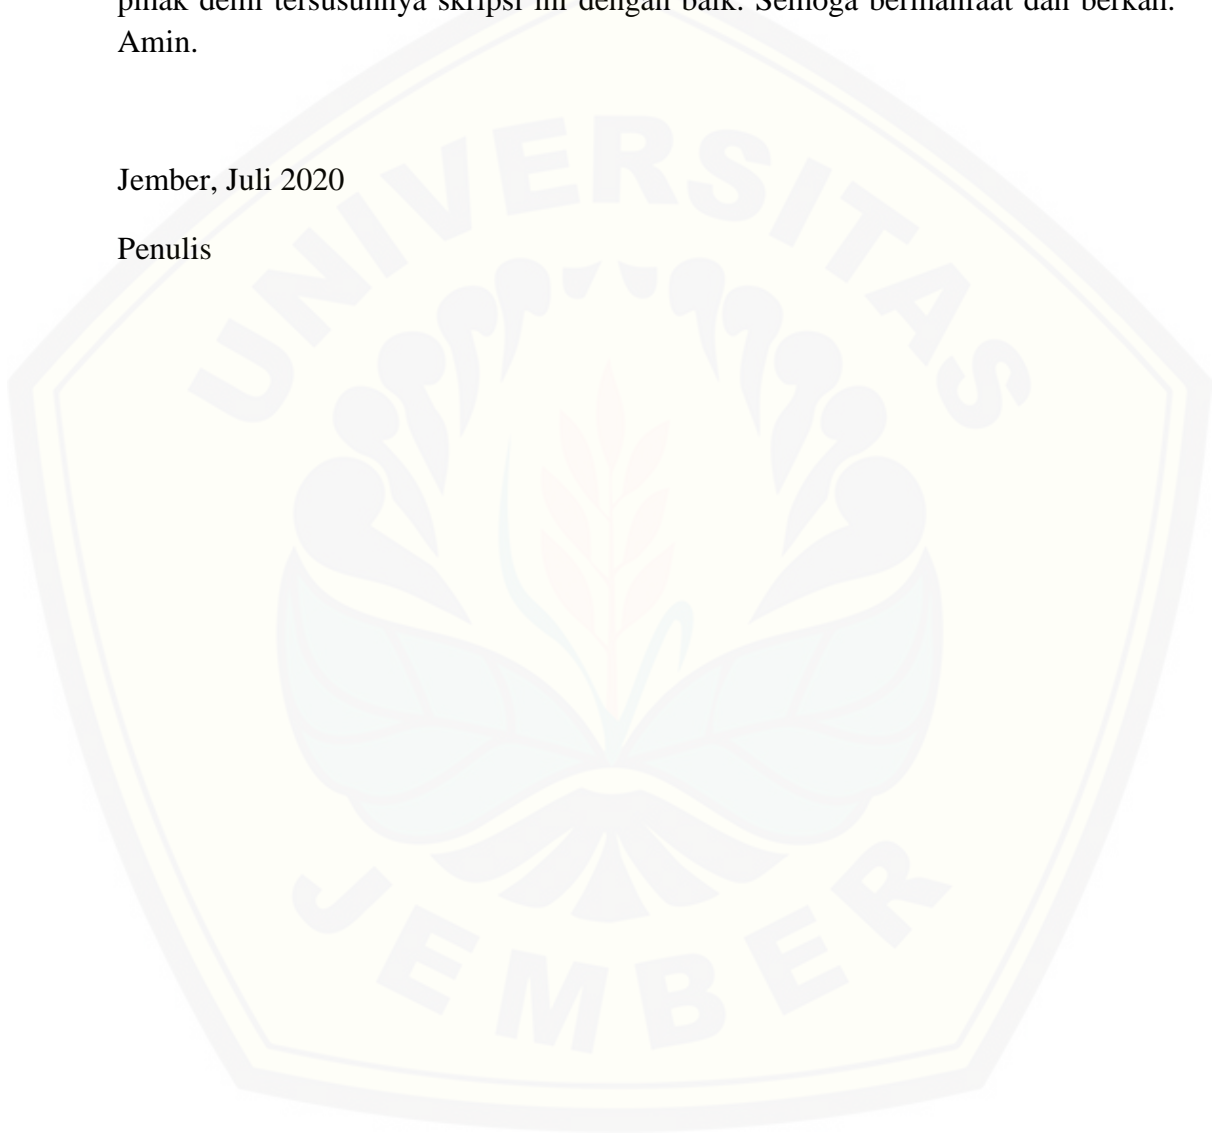 pihak demi tersusunnya skripsi ini dengan baik. Semoga bermanfaat dan berkah.
Amin.
Jember, Juli 2020
Penulis
UNIVERSITAS
JEMBER